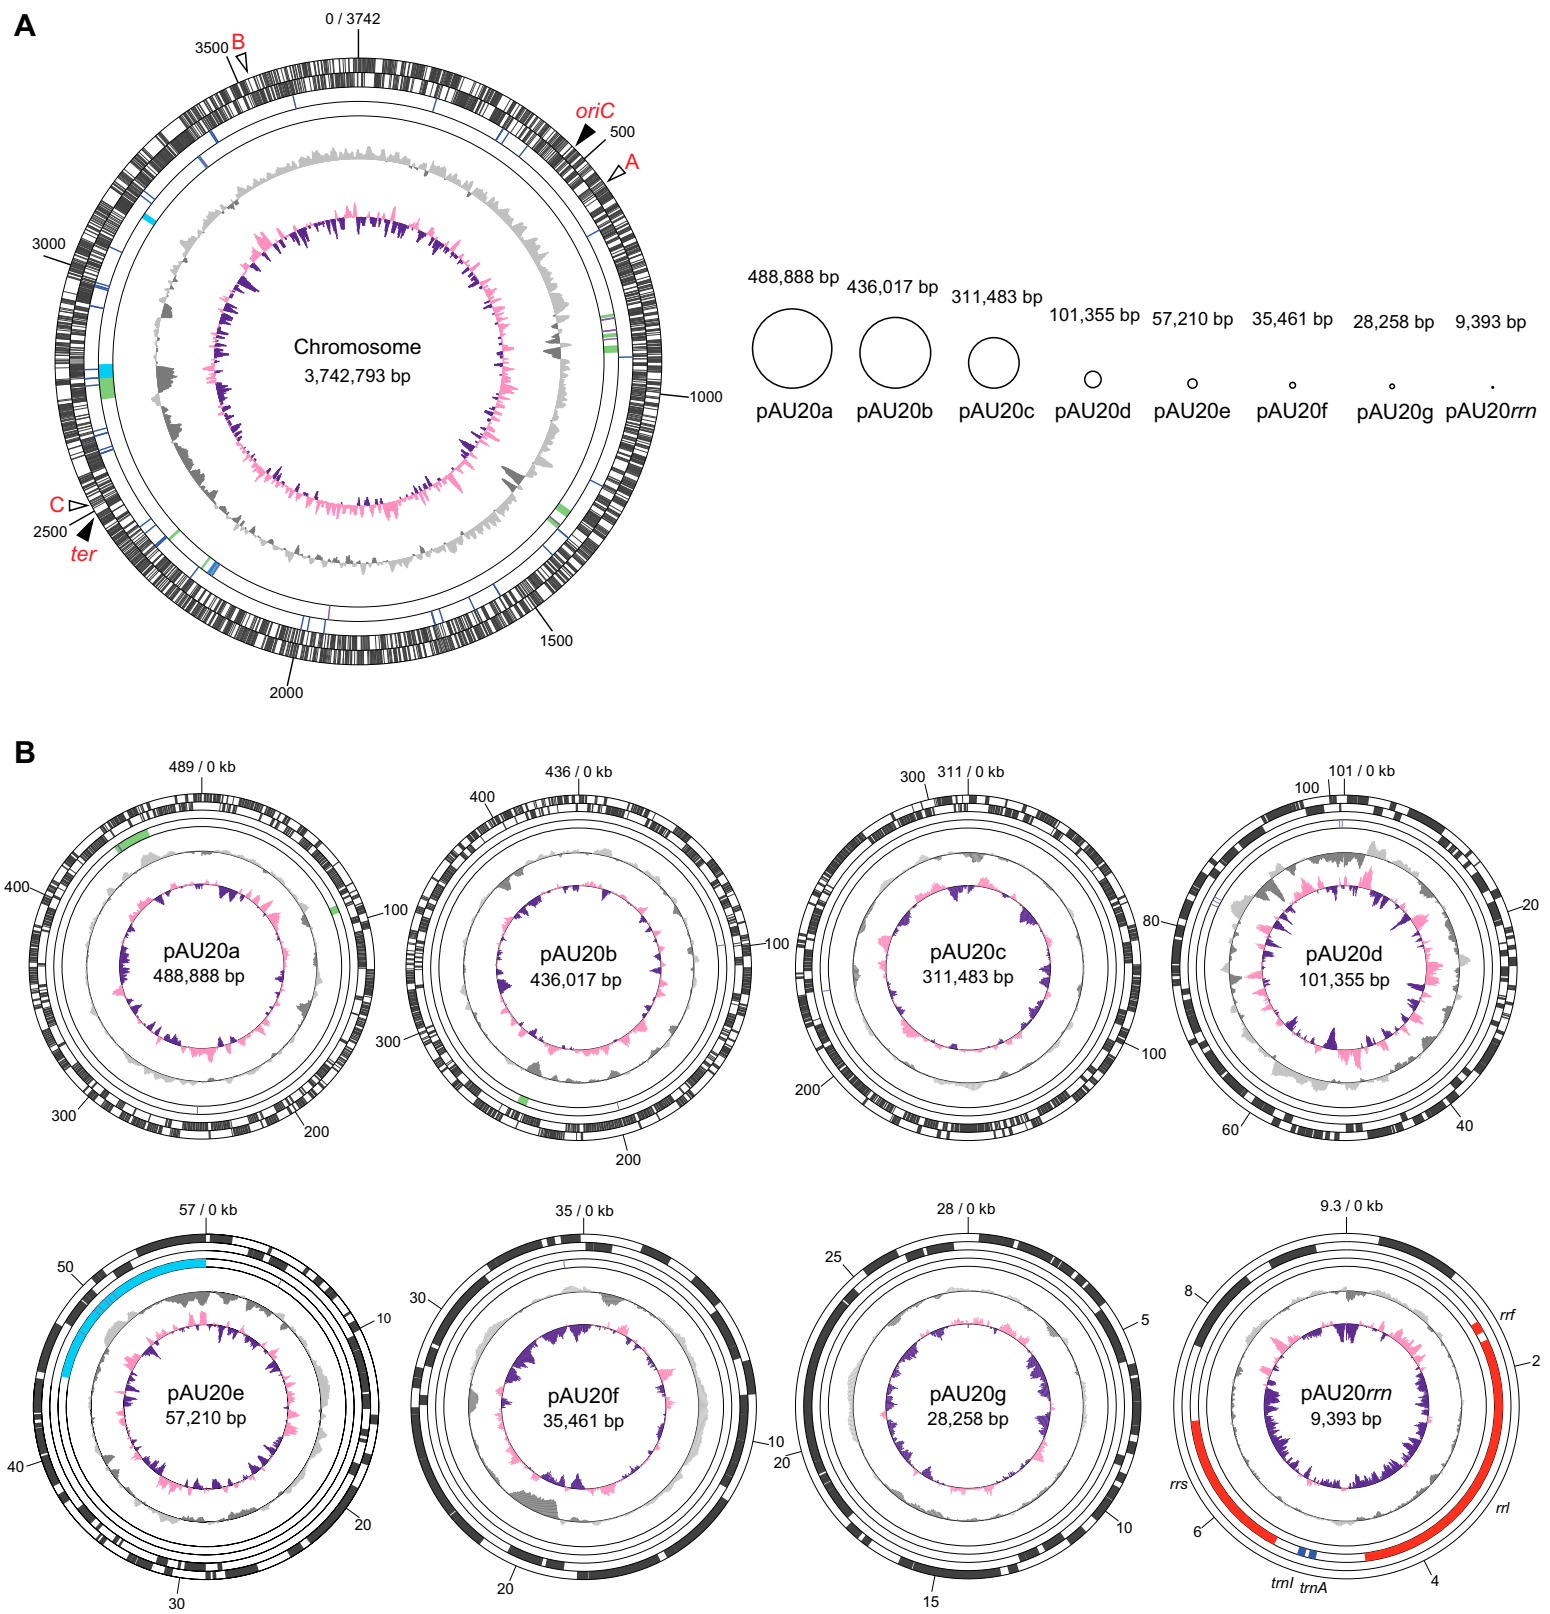 A
0 / 3742
3500
B
oriC
500
A
3000
Chromosome
3,742,793 bp
1000
C
2500
ter
1500
2000
488,888 bp
436,017 bp
311,483 bp
101,355 bp
57,210 bp
35,461 bp
28,258 bp
9,393 bp
pAU20a
pAU20b
pAU20c
pAU20d
pAU20e
pAU20f
pAU20g
pAU20rrn
B
489 / 0 kb
400
100
pAU20a
488,888 bp
300
200
436 / 0 kb
400
100
pAU20b
436,017 bp
300
200
311 / 0 kb
300
pAU20c
311,483 bp
100
200
101 / 0 kb
100
20
80
pAU20d
101,355 bp
60
40
57 / 0 kb
50
10
pAU20e
57,210 bp
40
20
30
35 / 0 kb
30
pAU20f
35,461 bp
10
20
28 / 0 kb
25
5
pAU20g
28,258 bp
20
10
15
9.3 / 0 kb
8
rrf
2
pAU20rrn
9,393 bp
rrs
rrl
6
trnI
trnA
4